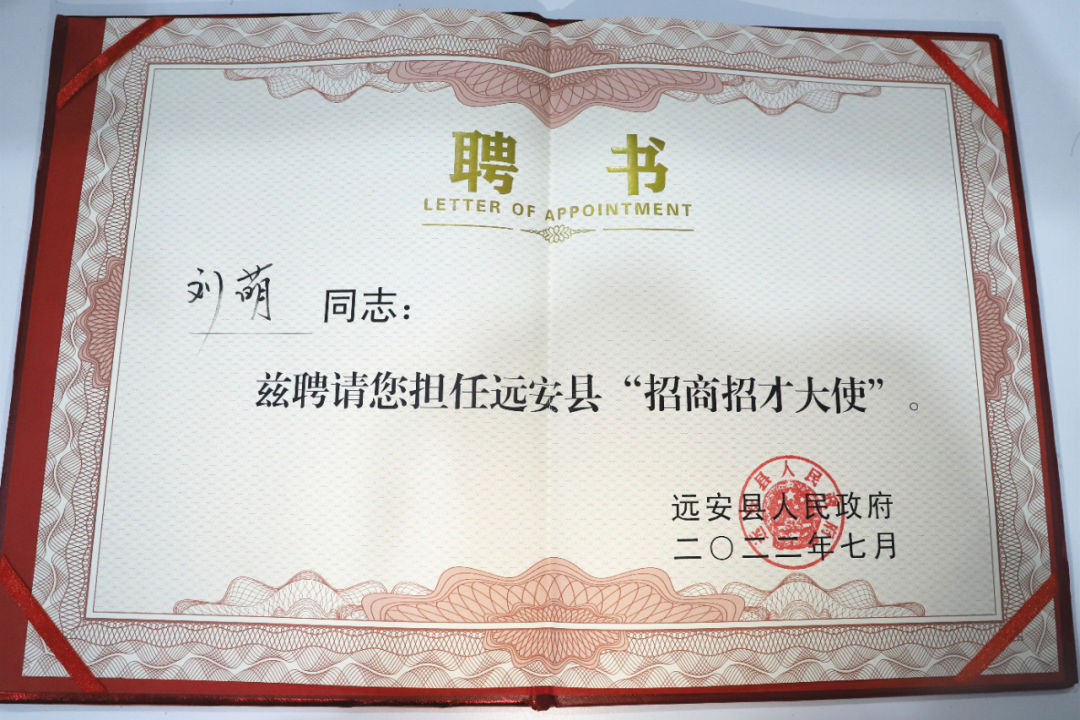 聘 书
LETTER OF APPOINTMENT
刘萌 同志：
兹聘请您担任远安县“招商招才大使”。
远安县人民政府
二〇二二年七月